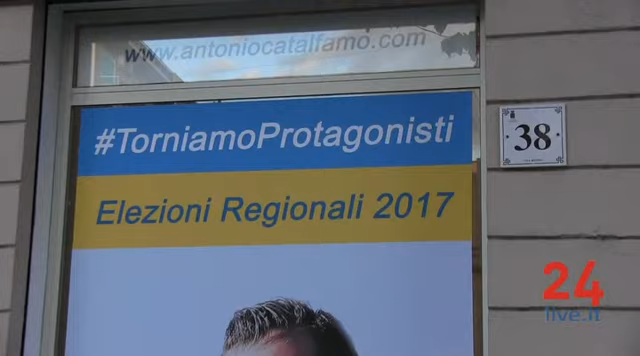 www.antoniocatalfamo.com
#TorniamoProtagonisti
38
Elezioni Regionali 2017
24
live.it